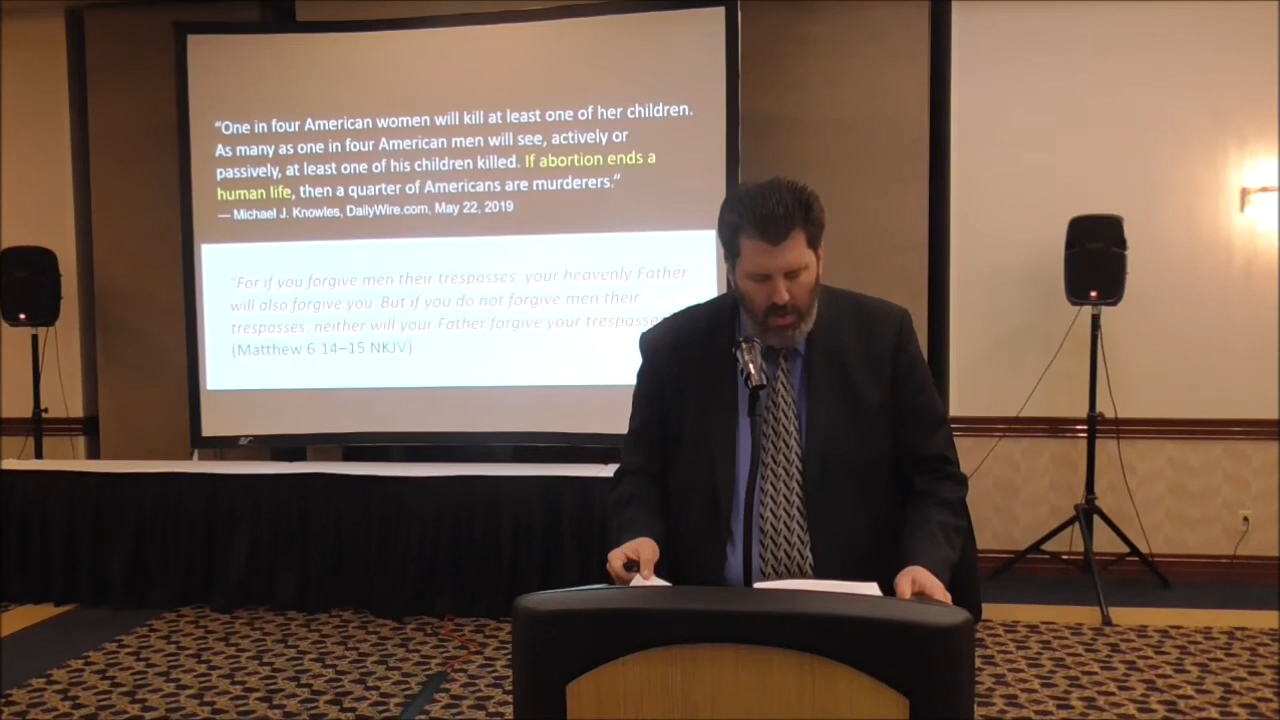 “One in four American women will kill at least one of her children.
As many as one in four American men will see, actively or
passively, at least one of his children killed. If abortion ends a
human life, then a quarter of Americans are murderers.”
— Michael J. Knowles, DailyWire.com, May 22, 2019
“For if you forgive men their trespasses, your heavenly Father
will also forgive you. But if you do not forgive men their
trespasses, neither will your Father forgive your trespasses
(Matthew 6 14–15 NKJV)